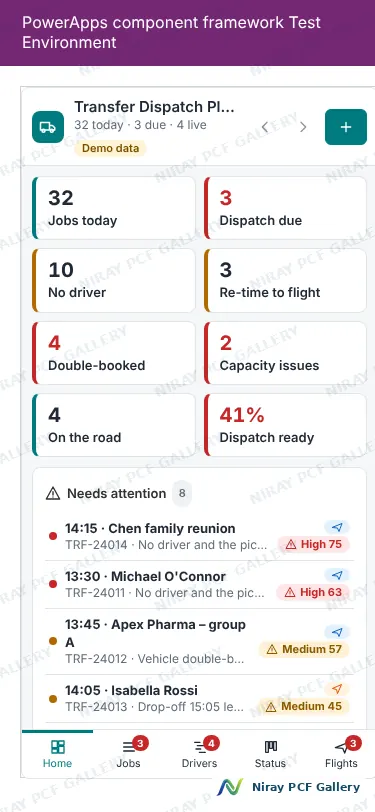 PowerApps component framework Test
Environment
Transfer Dispatch Pl...
32 today · 3 due · 4 live
Demo data
32
Jobs today
3
Dispatch due
10
No driver
3
Re-time to flight
4
Double-booked
2
Capacity issues
4
On the road
41%
Dispatch ready
Needs attention 8
14:15 · Chen family reunion
TRF-24014 · No driver and the pic...
High 75
13:30 · Michael O'Connor
TRF-24011 · No driver and the pic...
High 63
13:45 · Apex Pharma – group
A
TRF-24012 · Vehicle double-b...
Medium 57
14:05 · Isabella Rossi
TRF-24013 · Drop-off 15:05 le...
Medium 45
Home
3
Jobs
4
Drivers
Status
3
Flights
Niray PCF Gallery
NIRAY PCF GALLERY